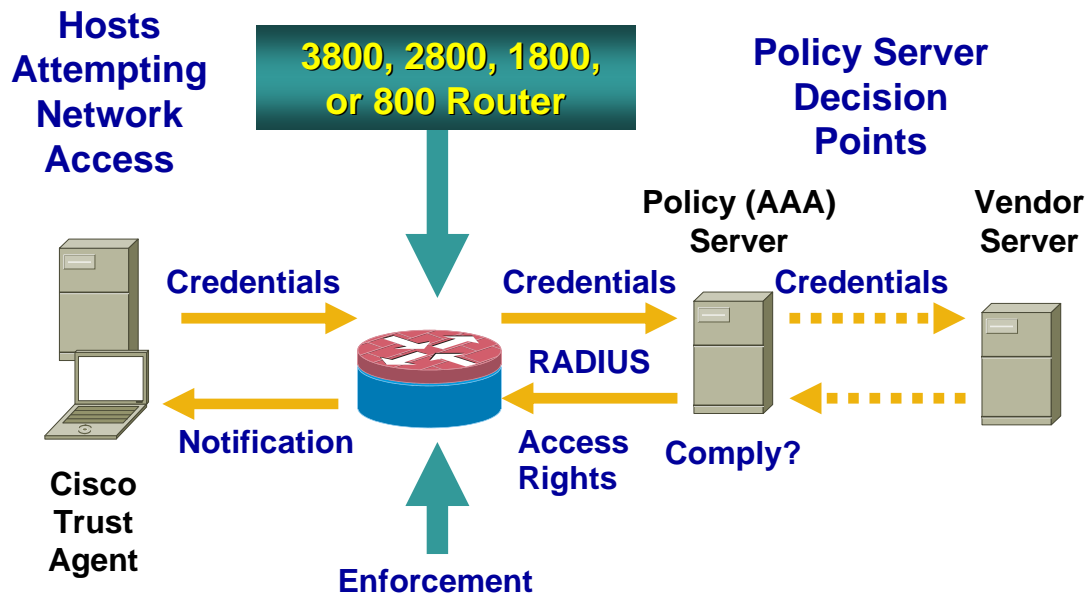 Hosts
Attempting
Network
Access
3800, 2800, 1800,
or 800 Router
Policy Server
Decision
Points
Policy (AAA)
Server
Vendor
Server
Credentials
Credentials
Credentials
RADIUS
Notification
Access
Rights
Comply?
Cisco
Trust
Agent
Enforcement